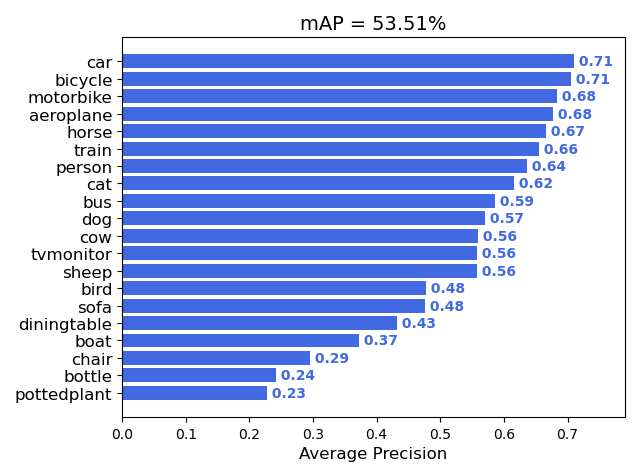 mAP = 53.51%
car 0.71
bicycle 0.71
motorbike 0.68
aeroplane 0.68
horse 0.67
train 0.66
person 0.64
cat 0.62
bus 0.59
dog 0.57
cow 0.56
tvmonitor 0.56
sheep 0.56
bird 0.48
sofa 0.48
diningtable 0.43
boat 0.37
chair 0.29
bottle 0.24
pottedplant 0.23
0.0 0.1 0.2 0.3 0.4 0.5 0.6 0.7
Average Precision